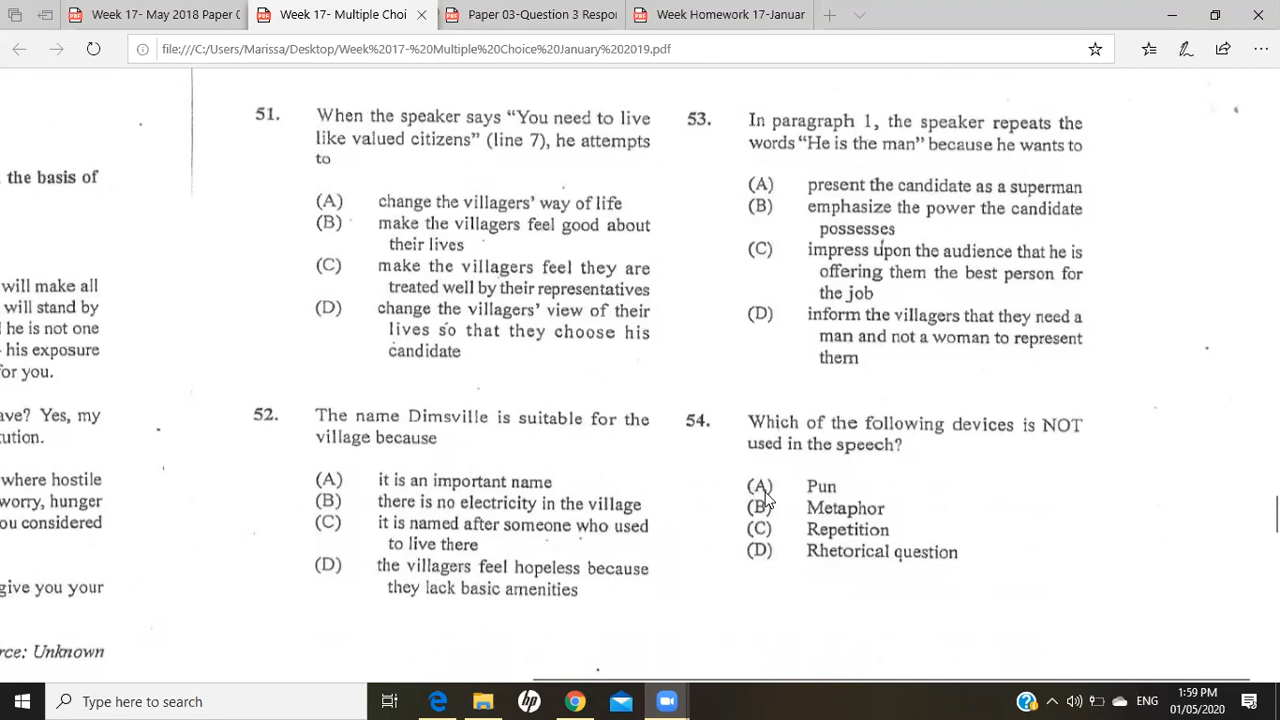 Week 17- May 2018 Paper (
Week 17- Multiple Choi
Paper 03-Question 3 Respor
Week Homework 17-Januar
file:///C:/Users/Marissa/Desktop/Week%2017-%20Multiple%20Choice%20January%202019.pdf
the basis of
will make all
will stand by
he is not one
his exposure
for you.
ave? Yes, my
tution.
where hostile
worry, hunger
ou considered
give you your
rce: Unknown
51. When the speaker says "You need to live
like valued citizens" (line 7), he attempts
to
(A) change the villagers' way of life
(B) make the villagers feel good about
their lives
(C) make the villagers feel they are
treated well by their representatives
(D) change the villagers' view of their
lives so that they choose his
candidate
52. The name Dimsville is suitable for the
village because
(A) it is an important name
(B) there is no electricity in the village
(C) it is named after someone who used
to live there
(D) the villagers feel hopeless because
they lack basic amenities
53. In paragraph 1, the speaker repeats the
words "He is the man" because he wants to
(A) present the candidate as a superman
(B) emphasize the power the candidate
possesses
(C) impress upon the audience that he is
offering them the best person for
the job
(D) inform the villagers that they need a
man and not a woman to represent
them
54. Which of the following devices is NOT
used in the speech?
(A) Pun
(B) Metaphor
(C) Repetition
(D) Rhetorical question
Type here to search
ENG
1:59 PM
01/05/2020